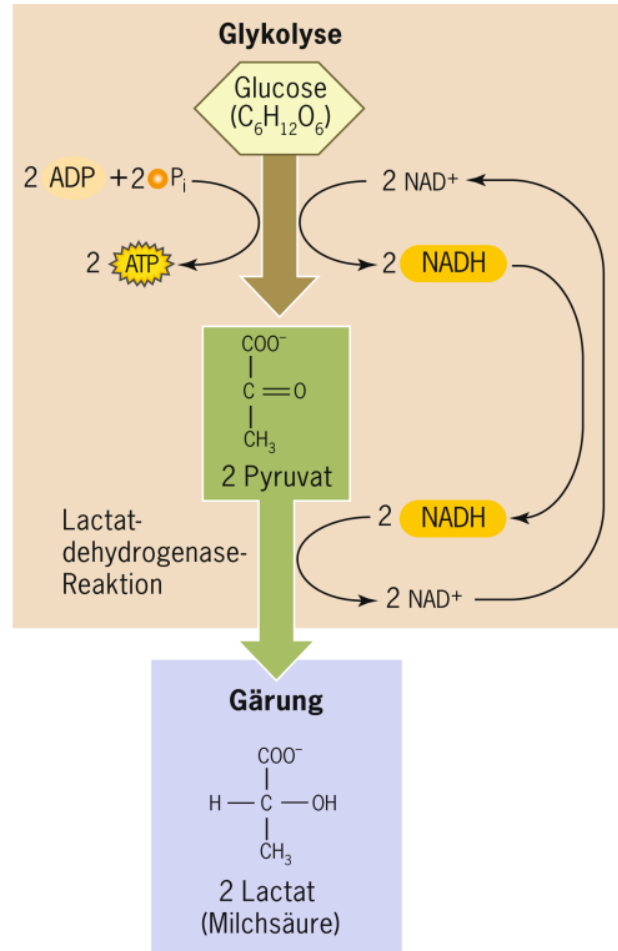 Glykolyse
Glucose
(C₆H₁₂O₆)
2 ADP + 2 Pᵢ
2 NAD⁺
2 ATP
2 NADH
COO⁻
C=O
CH₃
2 Pyruvat
Lactat-
dehydrogenase-
Reaktion
2 NADH
2 NAD⁺
Gärung
COO⁻
H — C — OH
CH₃
2 Lactat
(Milchsäure)